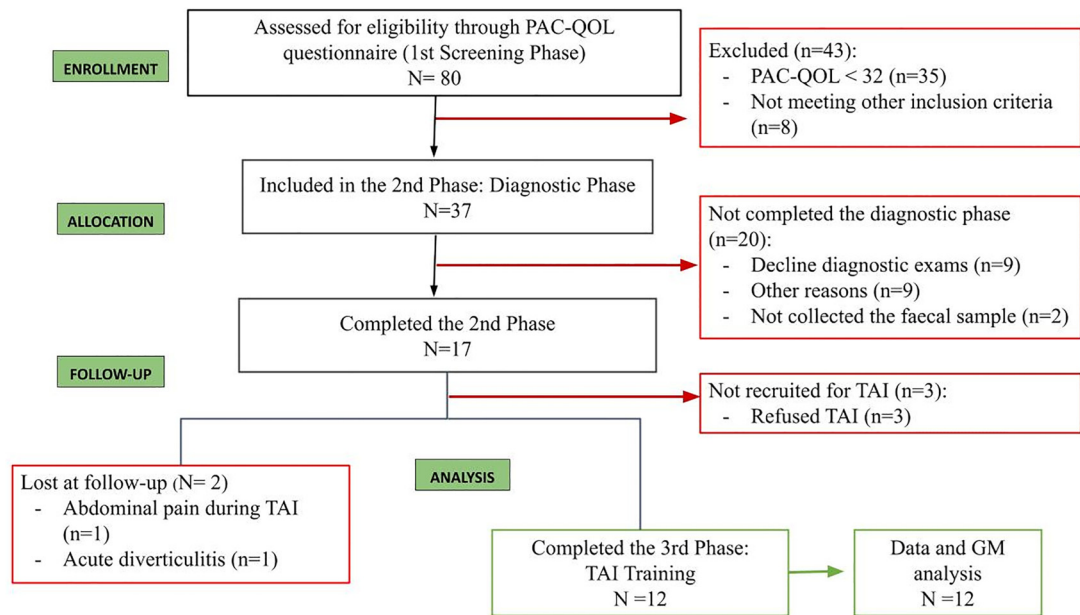 Assessed for eligibility through PAC-QOL
questionnaire (1st Screening Phase)
N= 80
ENROLLMENT
Excluded (n=43):
- PAC-QOL < 32 (n=35)
- Not meeting other inclusion criteria
(n=8)
Included in the 2nd Phase: Diagnostic Phase
N=37
ALLOCATION
Not completed the diagnostic phase
(n=20):
- Decline diagnostic exams (n=9)
- Other reasons (n=9)
- Not collected the faecal sample (n=2)
Completed the 2nd Phase
N=17
FOLLOW-UP
Not recruited for TAI (n=3):
- Refused TAI (n=3)
Lost at follow-up (N= 2)
- Abdominal pain during TAI
(n=1)
- Acute diverticulitis (n=1)
ANALYSIS
Completed the 3rd Phase:
TAI Training
N =12
Data and GM
analysis
N =12